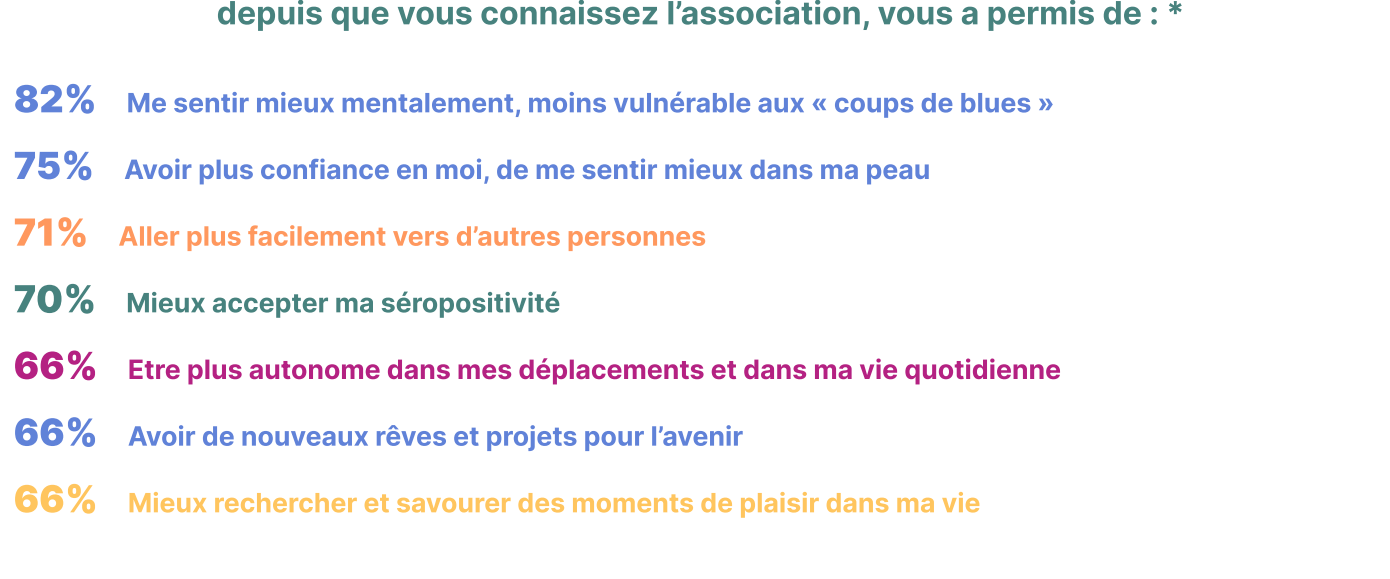 depuis que vous connaissez l’association, vous a permis de : *
82% Me sentir mieux mentalement, moins vulnérable aux « coups de blues »
75% Avoir plus confiance en moi, de me sentir mieux dans ma peau
71% Aller plus facilement vers d’autres personnes
70% Mieux accepter ma séropositivité
66% Etre plus autonome dans mes déplacements et dans ma vie quotidienne
66% Avoir de nouveaux rêves et projets pour l’avenir
66% Mieux rechercher et savourer des moments de plaisir dans ma vie